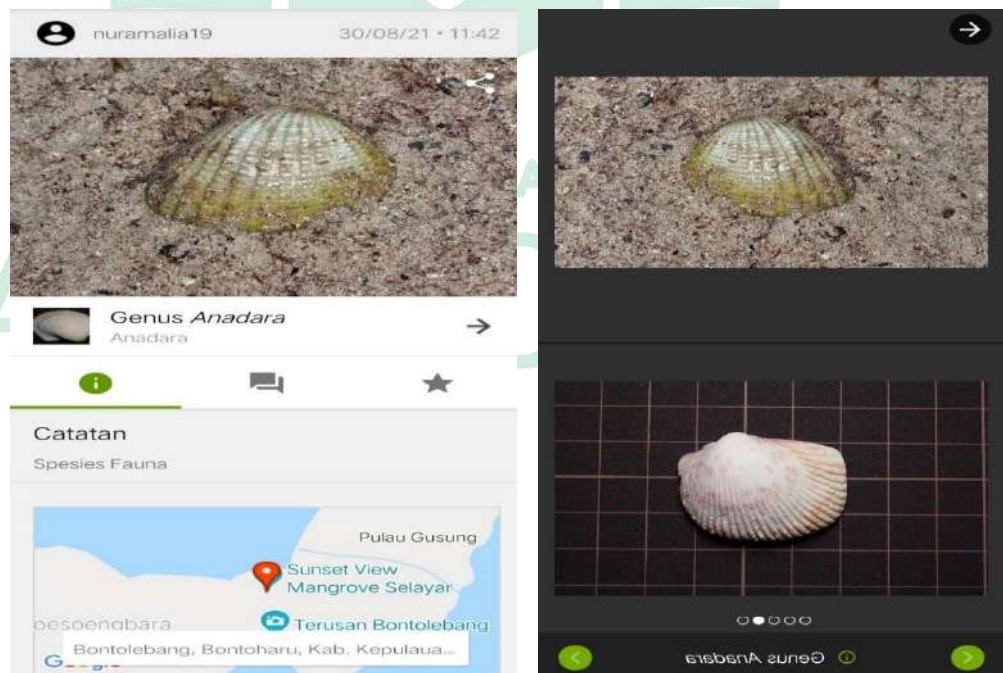 nuramalia19
30/08/21 • 11:42
Genus Anadara
Anadara
Catatan
Spesies Fauna
Pulau Gusung
Sunset View
Mangrove Selayar
Terusan Bontolebang
Bontolebang, Bontoharu, Kab. Kepulaua...
Genus Anadara